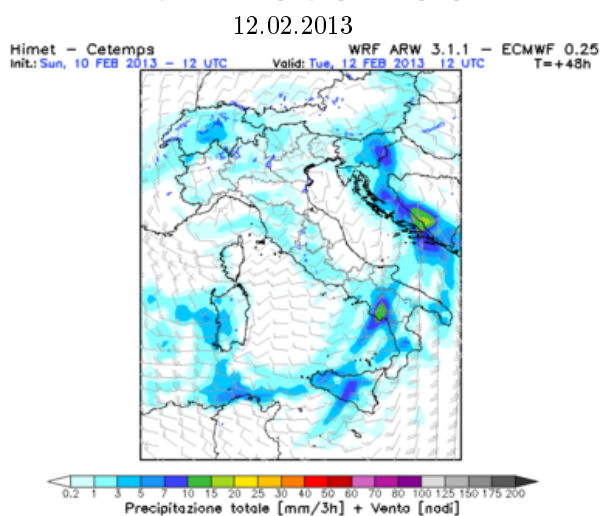 12.02.2013
Himet – Cetemps WRF ARW 3.1.1 – ECMWF 0.25
Init.: Sun, 10 FEB 2013 – 12 UTC Valid: Tue, 12 FEB 2013 12 UTC T=+48h
0.2 1 3 5 7 10 15 20 25 30 40 50 60 70 80 100 125 150 175 200
Precipitazione totale [mm/3h] + Vento [nodi]